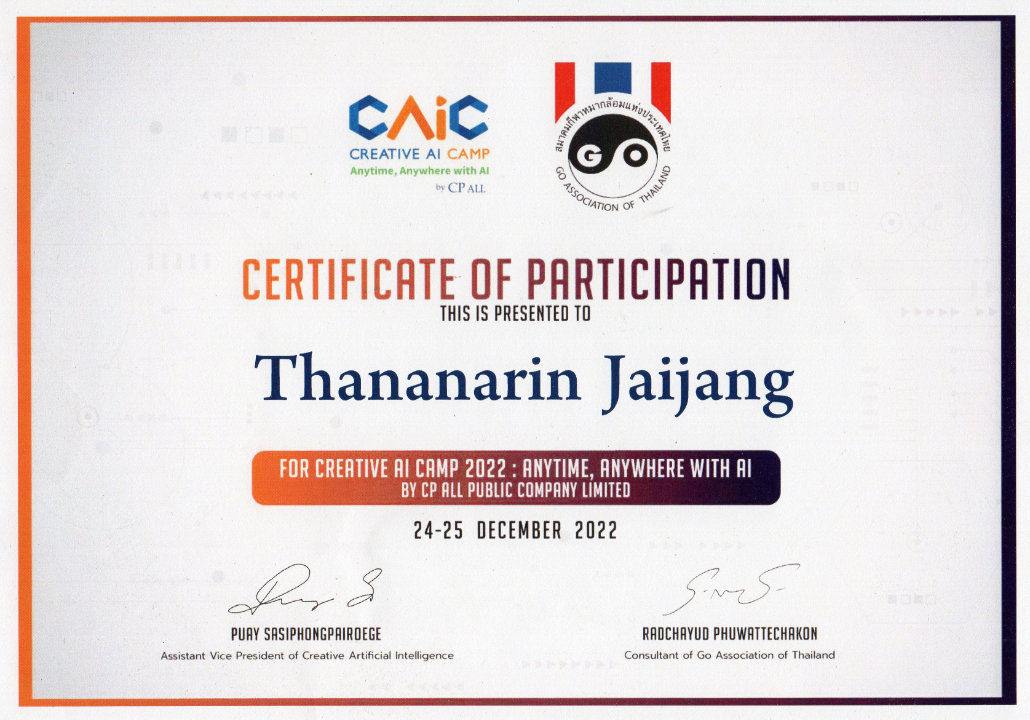 CAiC
CREATIVE AI CAMP
Anytime, Anywhere with AI
by CP ALL
สมาคมกีฬาหมากล้อมแห่งประเทศไทย
GO
GO ASSOCIATION OF THAILAND
CERTIFICATE OF PARTICIPATION
THIS IS PRESENTED TO
Thananarin Jaijang
FOR CREATIVE AI CAMP 2022 : ANYTIME, ANYWHERE WITH AI
BY CP ALL PUBLIC COMPANY LIMITED
24-25 DECEMBER 2022
PUAY SASIPHONGPAIROEGE
Assistant Vice President of Creative Artificial Intelligence
RADCHAYUD PHUWATTECHAKON
Consultant of Go Association of Thailand